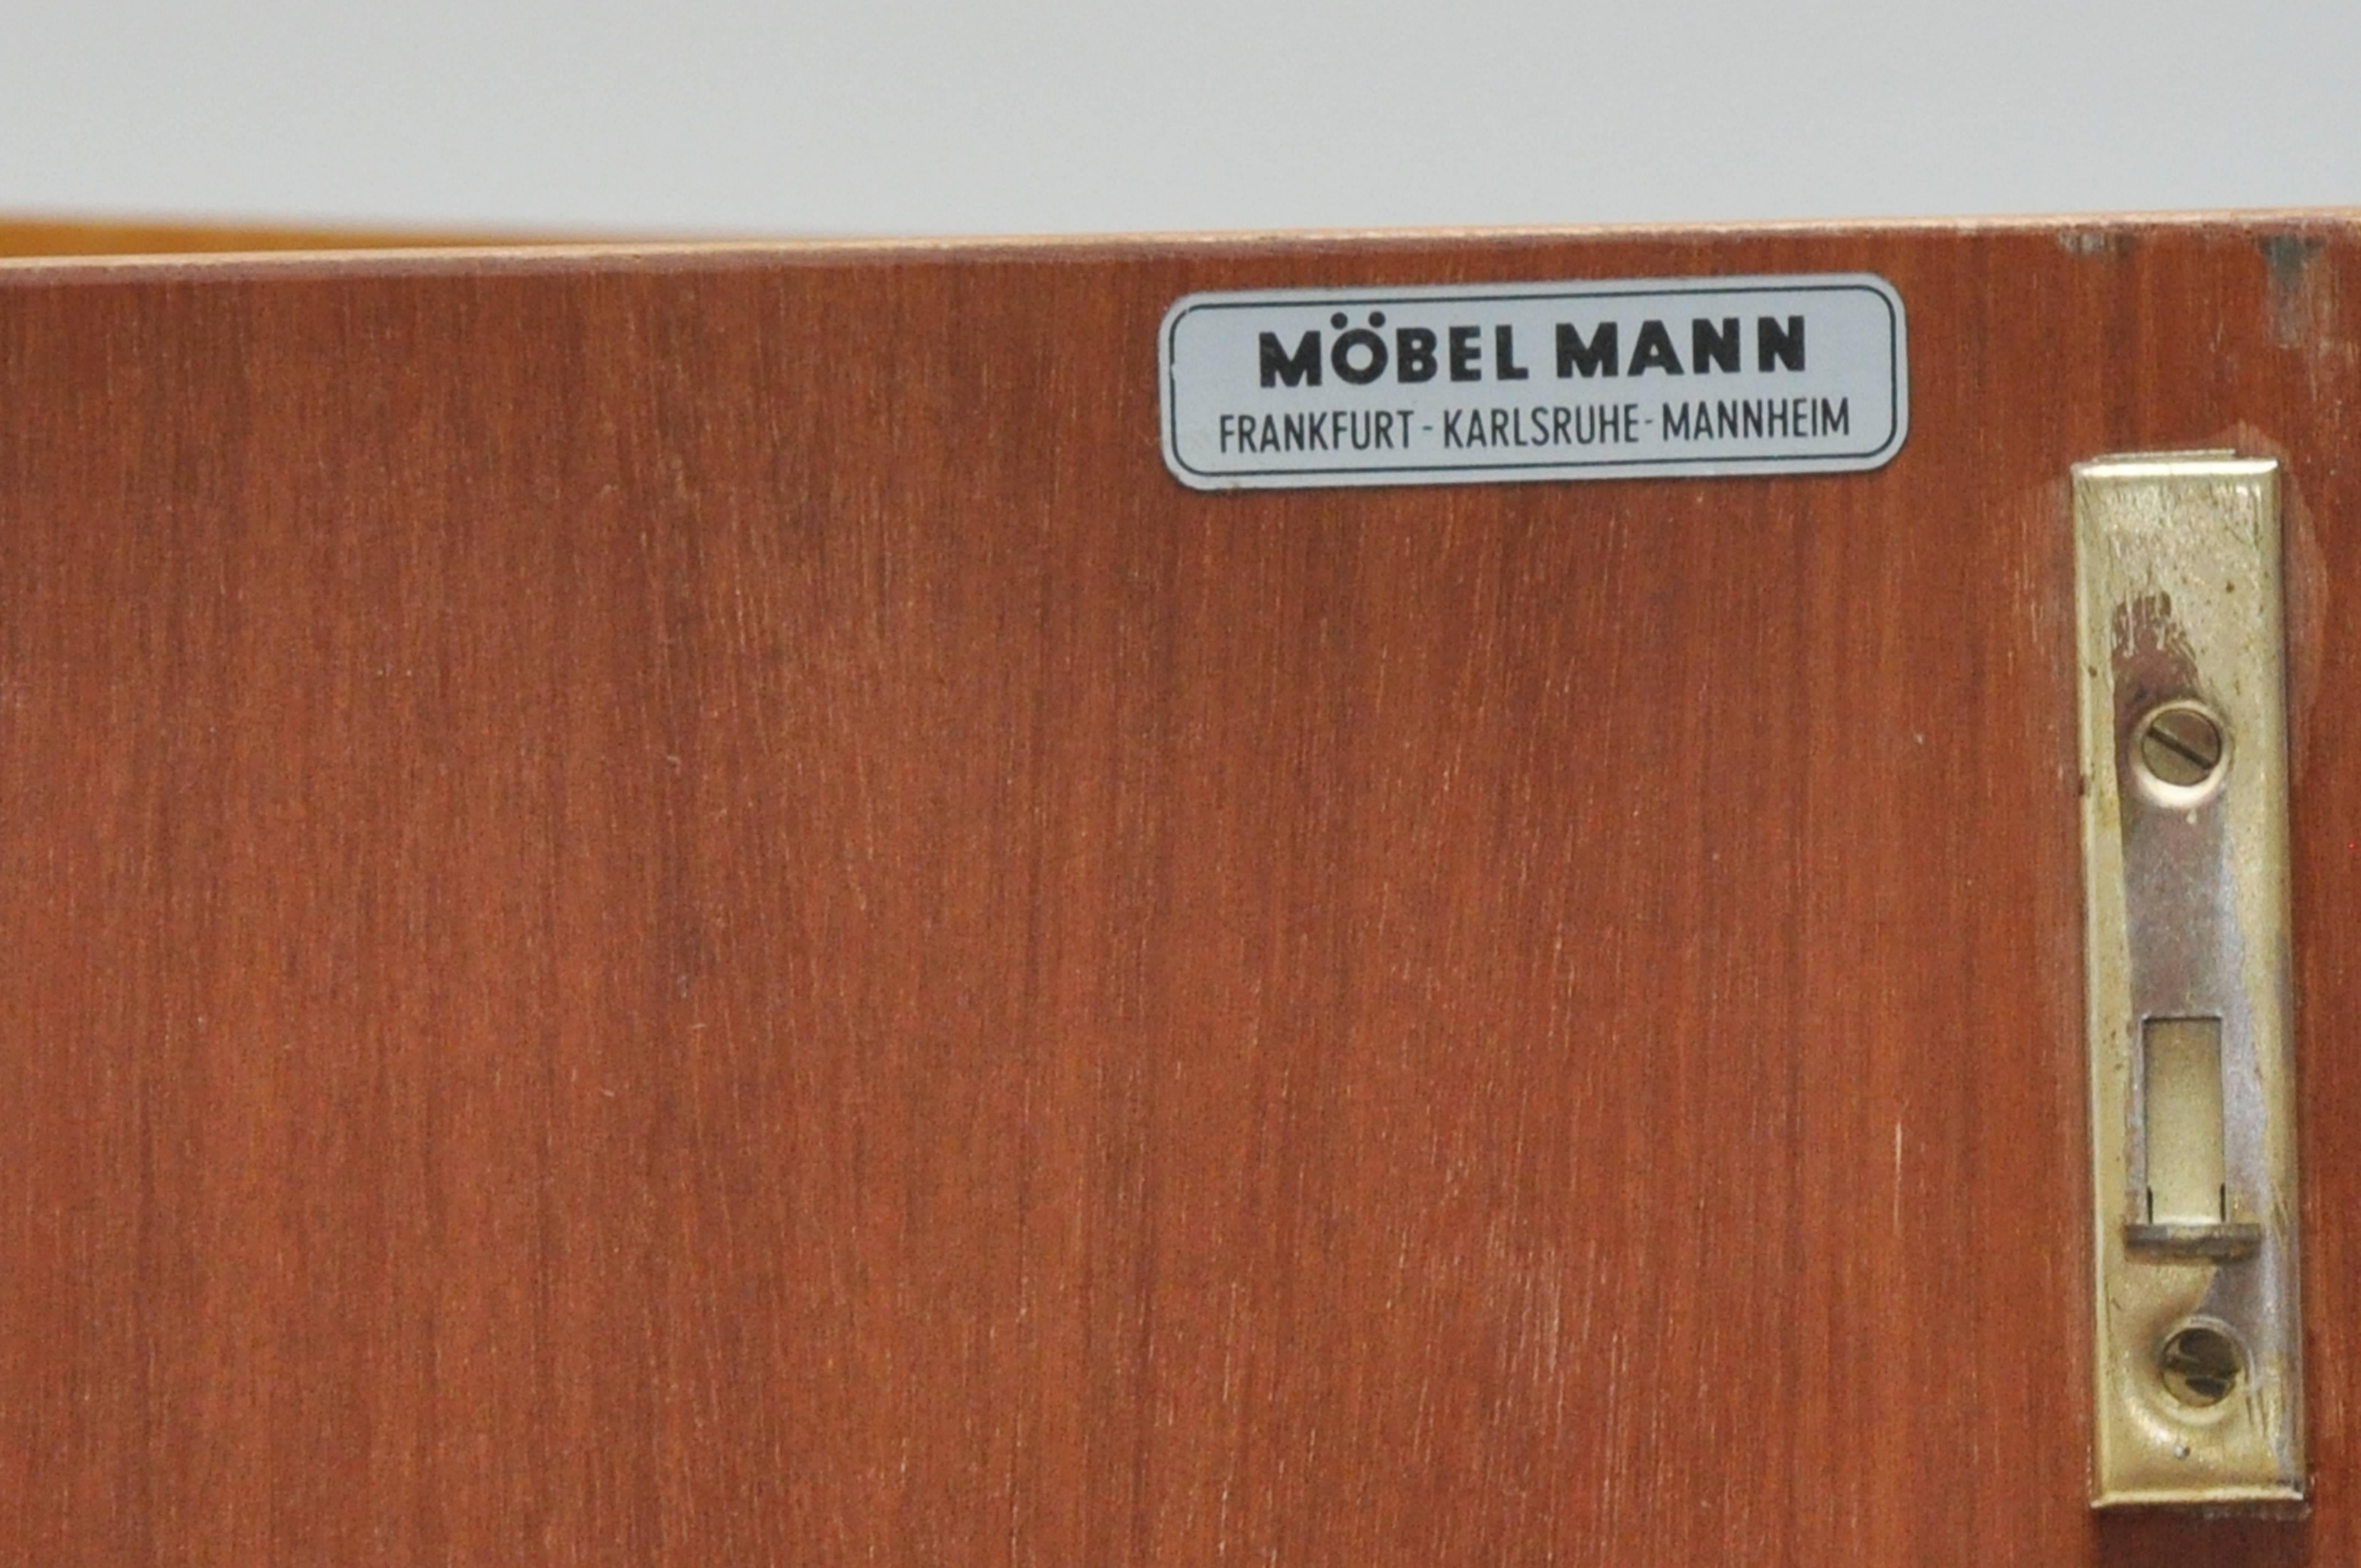 MÖBEL MANN
FRANKFURT - KARLSRUHE - MANNHEIM